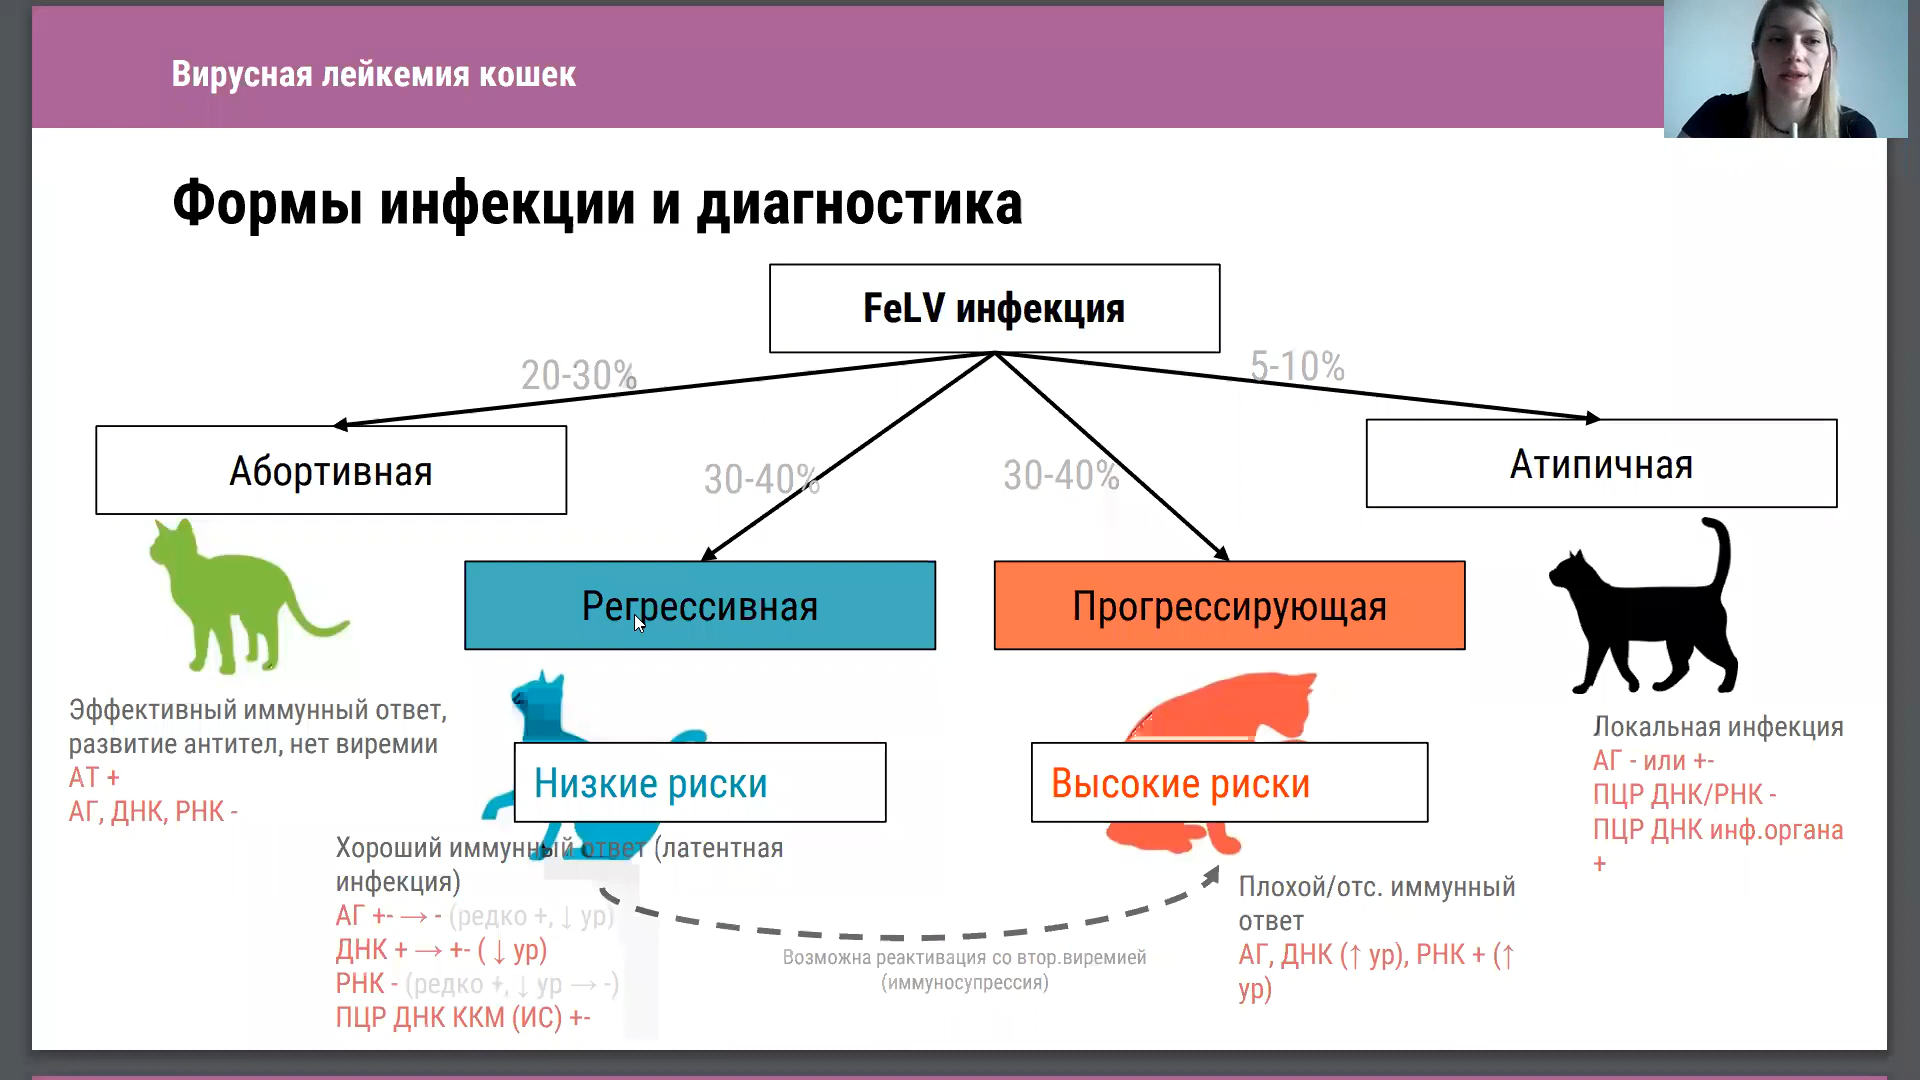 Вирусная лейкемия кошек
Формы инфекции и диагностика
FeLV инфекция
20-30%
5-10%
30-40%
30-40%
Абортивная
Атипичная
Регрессивная
Прогрессирующая
Эффективный иммунный ответ,
развитие антител, нет виремии
АТ +
АГ, ДНК, РНК -
Низкие риски
Хороший иммунный ответ (латентная
инфекция)
АГ +- → - (редко +, ↓ ур)
ДНК + → +- ( ↓ ур)
РНК - (редко +, ↓ ур → -)
ПЦР ДНК ККМ (ИС) +-
Возможна реактивация со втор.виремией
(иммуносупрессия)
Высокие риски
Плохой/отс. иммунный
ответ
АГ, ДНК (↑ ур), РНК + (↑
ур)
Локальная инфекция
АГ - или +-
ПЦР ДНК/РНК -
ПЦР ДНК инф.органа
+